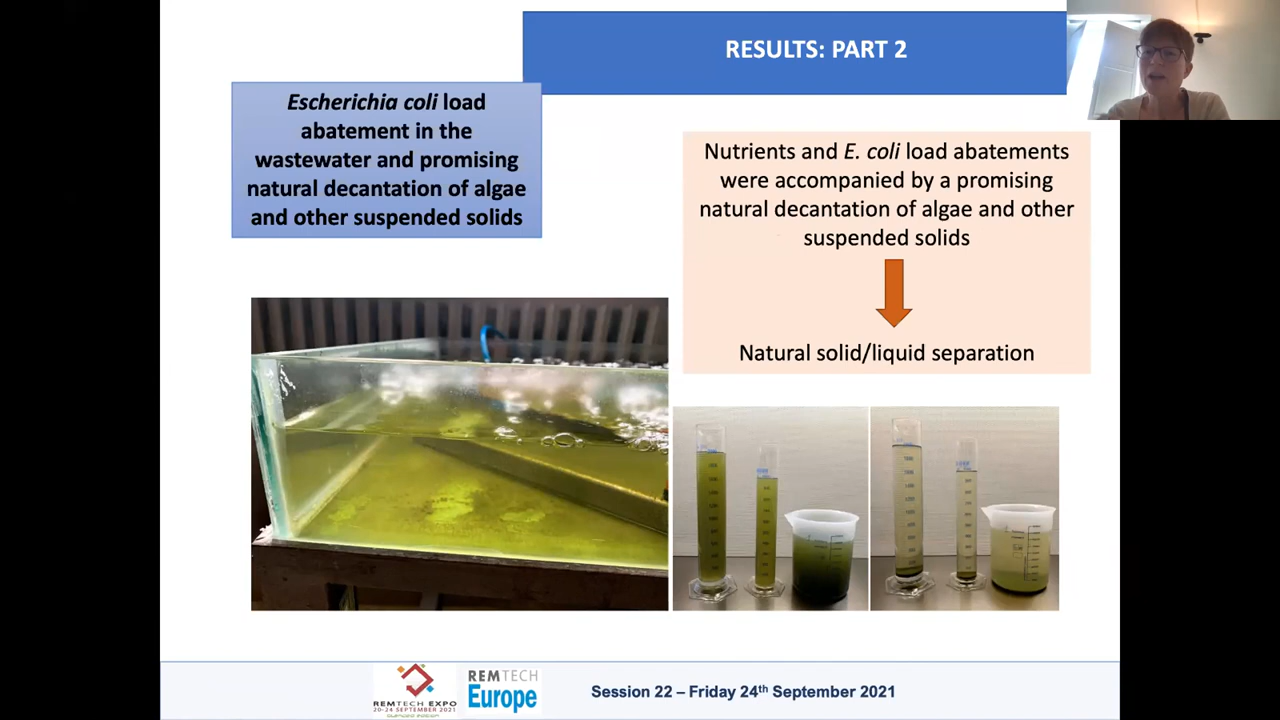 RESULTS: PART 2
Escherichia coli load
abatement in the
wastewater and promising
natural decantation of algae
and other suspended solids
Nutrients and E. coli load abatements
were accompanied by a promising
natural decantation of algae and other
suspended solids
Natural solid/liquid separation
REMTECH EXPO
20-24 SEPTEMBER 2021
REMTECH
Europe
Session 22 – Friday 24th September 2021